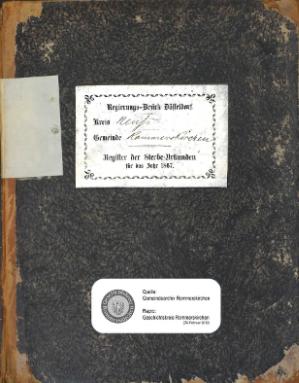 Regierungs-Bezirk Düsseldorf.
Kreis Neuß
Gemeinde Rommerskirchen
Register der Sterbe-Urkunden
für das Jahr 1867.
Quelle:
Gemeindearchiv Rommerskirchen
Repro:
Geschichtskreis Rommerskirchen